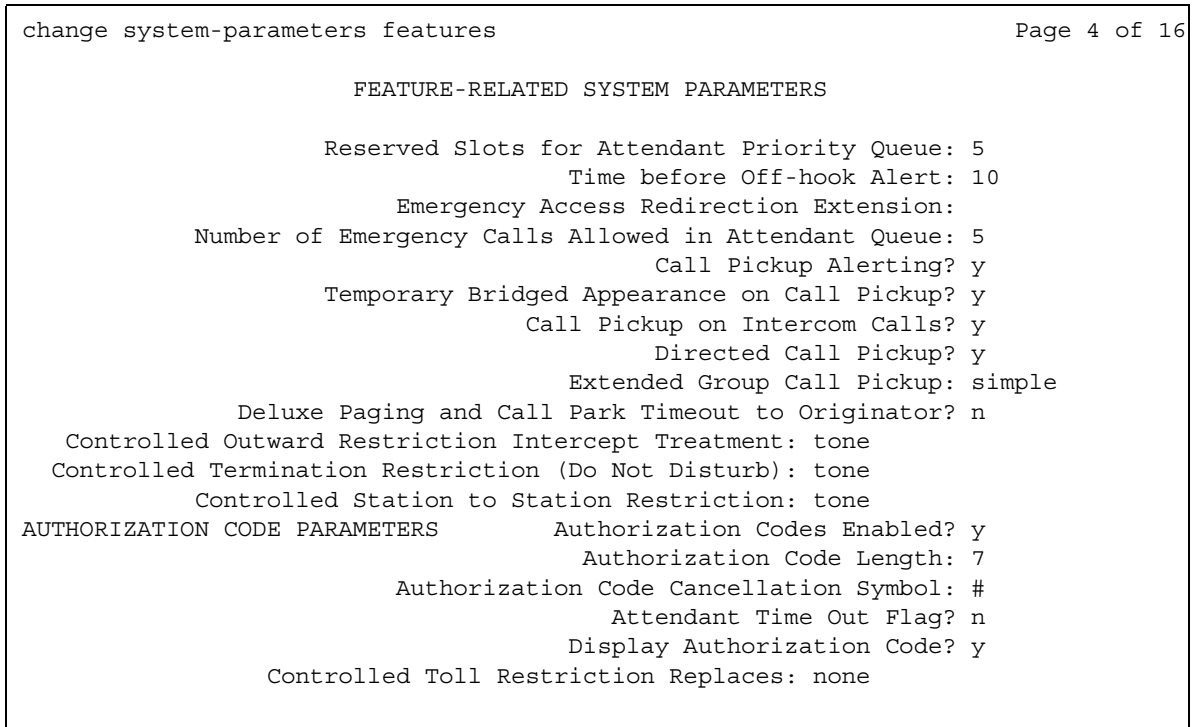 change system-parameters features Page 4 of 16
FEATURE-RELATED SYSTEM PARAMETERS
Reserved Slots for Attendant Priority Queue: 5
Time before Off-hook Alert: 10
Emergency Access Redirection Extension:
Number of Emergency Calls Allowed in Attendant Queue: 5
Call Pickup Alerting? y
Temporary Bridged Appearance on Call Pickup? y
Call Pickup on Intercom Calls? y
Directed Call Pickup? y
Extended Group Call Pickup: simple
Deluxe Paging and Call Park Timeout to Originator? n
Controlled Outward Restriction Intercept Treatment: tone
Controlled Termination Restriction (Do Not Disturb): tone
Controlled Station to Station Restriction: tone
AUTHORIZATION CODE PARAMETERS Authorization Codes Enabled? y
Authorization Code Length: 7
Authorization Code Cancellation Symbol: #
Attendant Time Out Flag? n
Display Authorization Code? y
Controlled Toll Restriction Replaces: none